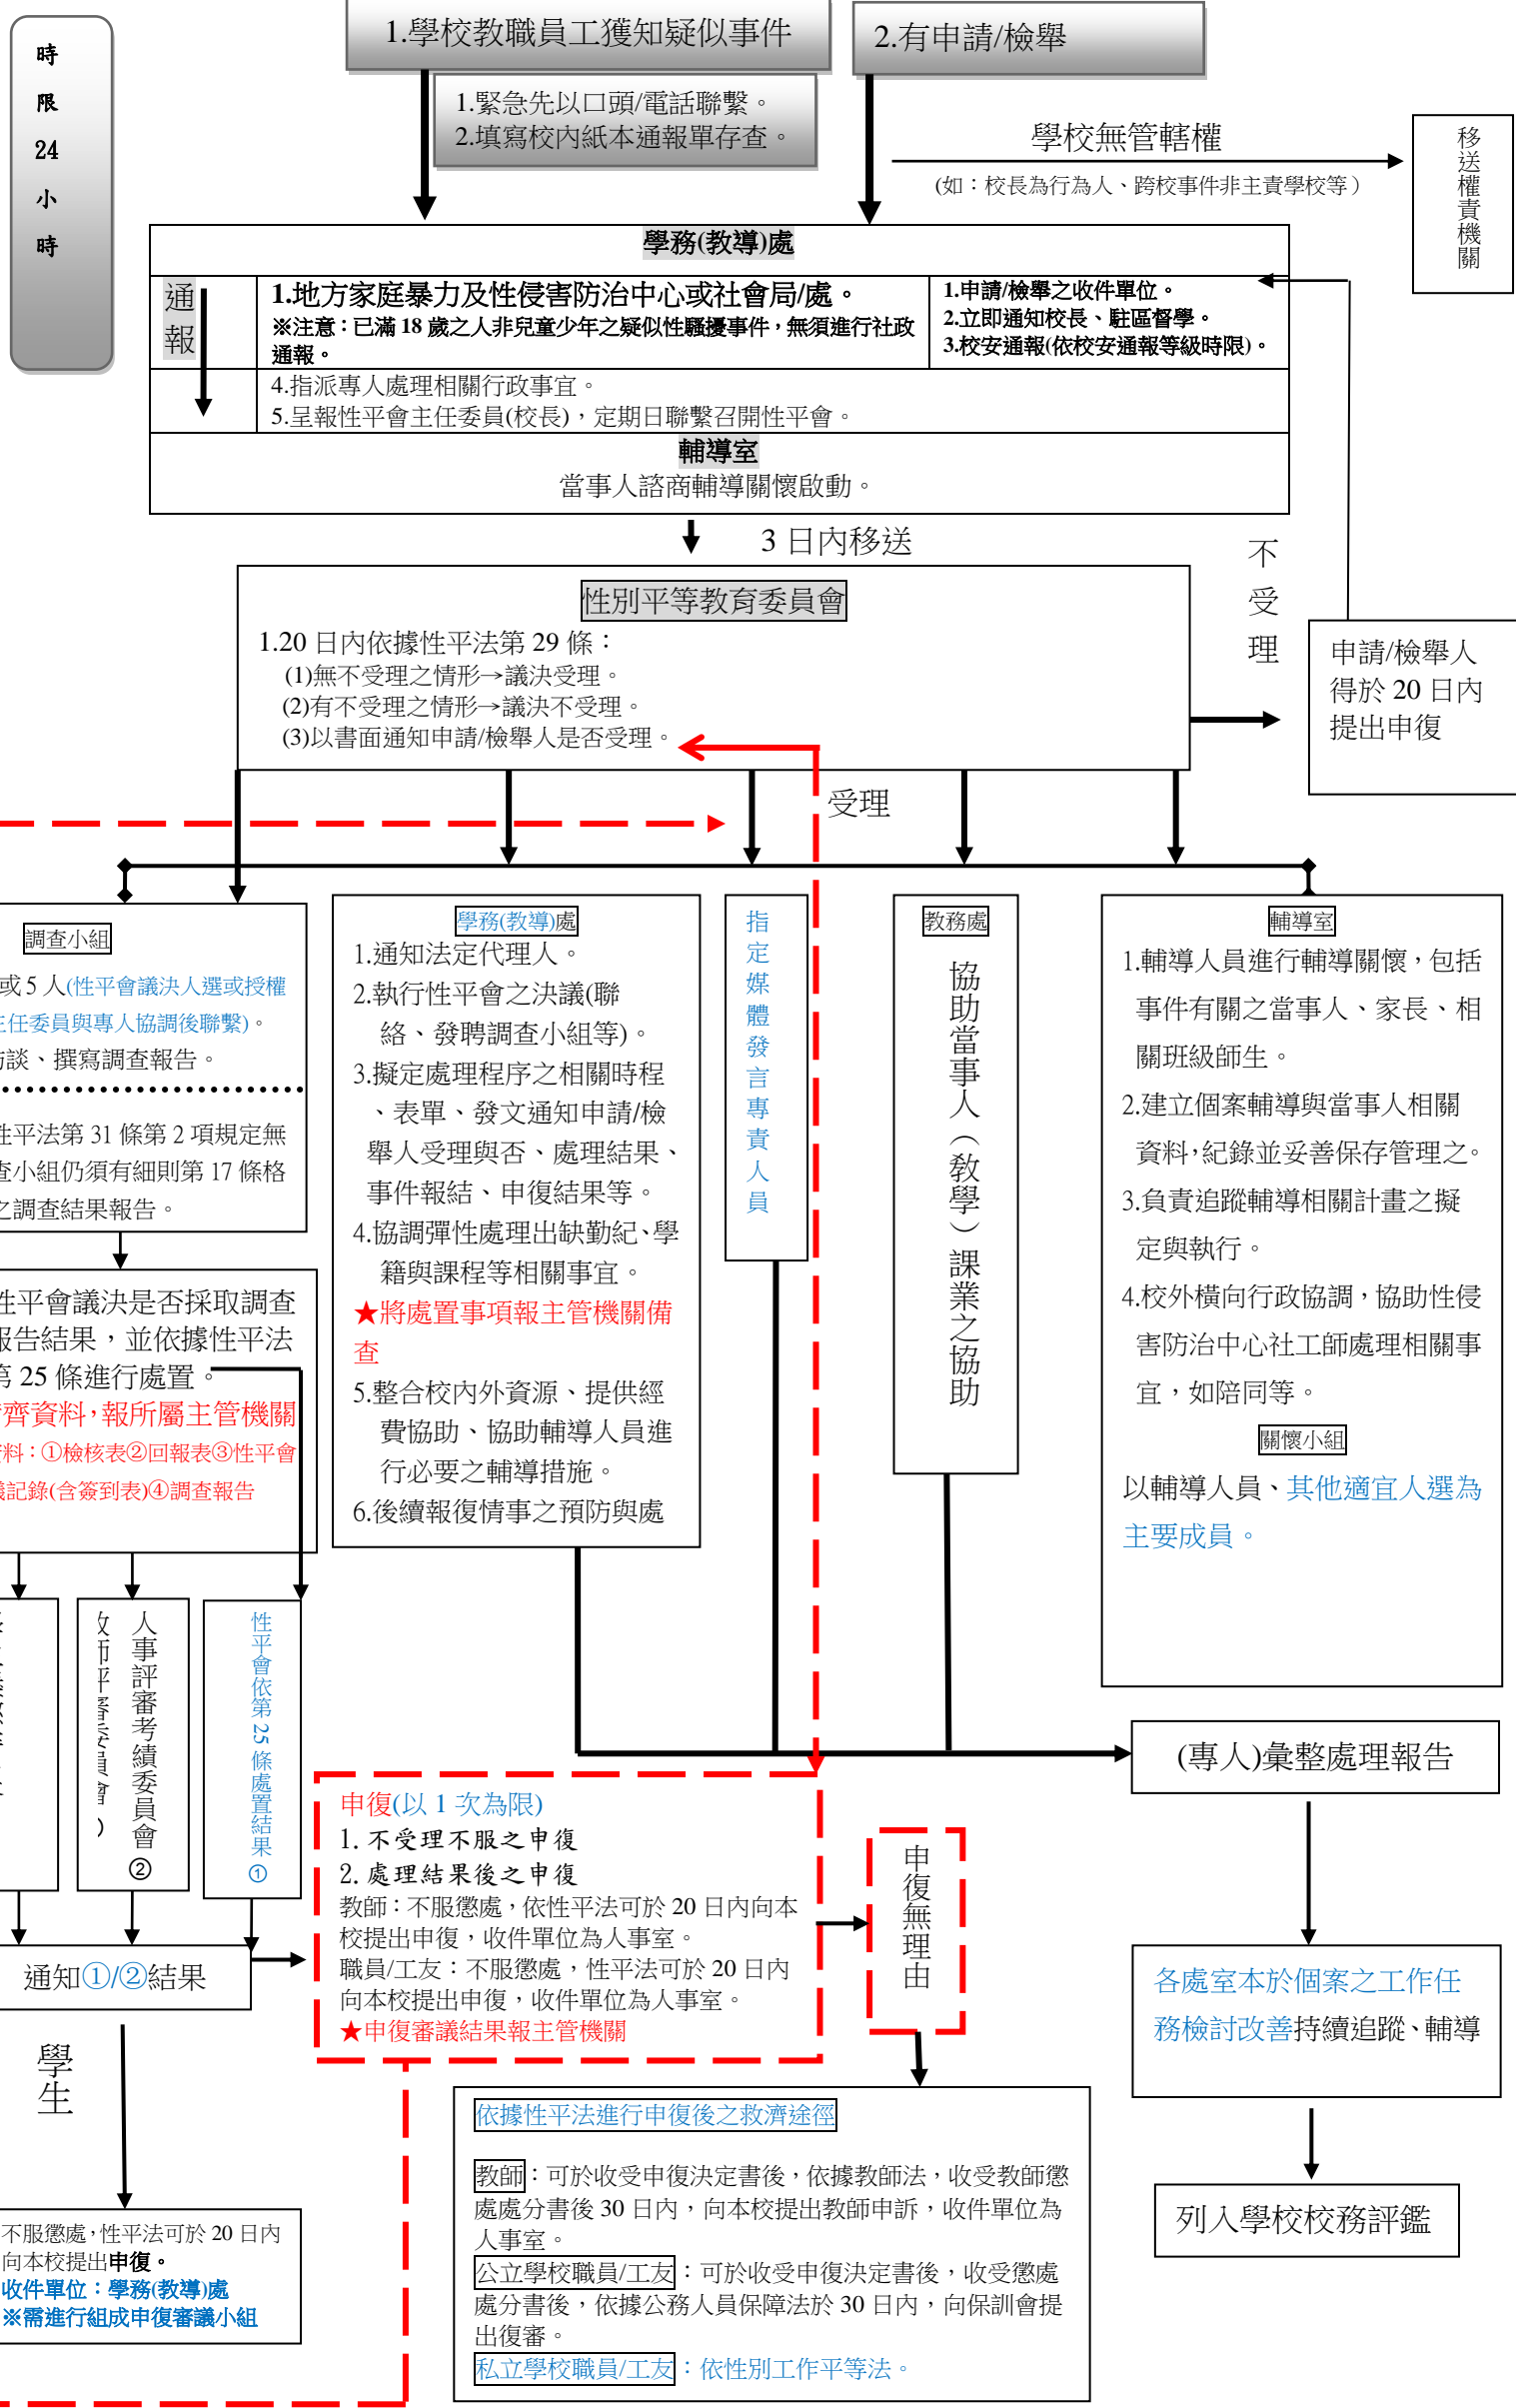 時
限
24
小
時
1.學校教職員工獲知疑似事件
2.有申請/檢舉
1.緊急先以口頭/電話聯繫。
2.填寫校內紙本通報單存查。
學校無管轄權
(如：校長為行為人、跨校事件非主責學校等）
移送權責機關
學務(教導)處
通
報
1.地方家庭暴力及性侵害防治中心或社會局/處。
※注意：已滿 18 歲之人非兒童少年之疑似性騷擾事件，無須進行社政
通報。
1.申請/檢舉之收件單位。
2.立即通知校長、駐區督學。
3.校安通報(依校安通報等級時限)。
4.指派專人處理相關行政事宜。
5.呈報性平會主任委員(校長)，定期日聯繫召開性平會。
輔導室
當事人諮商輔導關懷啟動。
3 日內移送
性別平等教育委員會
1.20 日內依據性平法第 29 條：
(1)無不受理之情形→議決受理。
(2)有不受理之情形→議決不受理。
(3)以書面通知申請/檢舉人是否受理。
不
受
理
申請/檢舉人
得於 20 日內
提出申復
受理
調查小組
或 5 人(性平會議決人選或授權
主任委員與專人協調後聯繫)。
訪談、撰寫調查報告。
性平法第 31 條第 2 項規定無
查小組仍須有細則第 17 條格
之調查結果報告。
性平會議決是否採取調查
報告結果，並依據性平法
第 25 條進行處置。
齊資料，報所屬主管機關
資料：①檢核表②回報表③性平會
議記錄(含簽到表)④調查報告
學務(教導)處
1.通知法定代理人。
2.執行性平會之決議(聯
絡、發聘調查小組等)。
3.擬定處理程序之相關時程
、表單、發文通知申請/檢
舉人受理與否、處理結果、
事件報結、申復結果等。
4.協調彈性處理出缺勤紀、學
籍與課程等相關事宜。
★將處置事項報主管機關備
查
5.整合校內外資源、提供經
費協助、協助輔導人員進
行必要之輔導措施。
6.後續報復情事之預防與處
指定媒體發言專責人員
教務處
協助當事人（教學）課業之協助
輔導室
1.輔導人員進行輔導關懷，包括
事件有關之當事人、家長、相
關班級師生。
2.建立個案輔導與當事人相關
資料，紀錄並妥善保存管理之。
3.負責追蹤輔導相關計畫之擬
定與執行。
4.校外橫向行政協調，協助性侵
害防治中心社工師處理相關事
宜，如陪同等。
關懷小組
以輔導人員、其他適宜人選為
主要成員。
人事評審考績委員會②
教師評審委員會）
性平會依第 25 條處置結果①
通知①/②結果
學
生
不服懲處，性平法可於 20 日內
向本校提出申復。
收件單位：學務(教導)處
※需進行組成申復審議小組
申復(以 1 次為限)
1. 不受理不服之申復
2. 處理結果後之申復
教師：不服懲處，依性平法可於 20 日內向本
校提出申復，收件單位為人事室。
職員/工友：不服懲處，性平法可於 20 日內
向本校提出申復，收件單位為人事室。
★申復審議結果報主管機關
申復無理由
依據性平法進行申復後之救濟途徑
教師：可於收受申復決定書後，依據教師法，收受教師懲
處處分書後 30 日內，向本校提出教師申訴，收件單位為
人事室。
公立學校職員/工友：可於收受申復決定書後，收受懲處
處分書後，依據公務人員保障法於 30 日內，向保訓會提
出復審。
私立學校職員/工友：依性別工作平等法。
(專人)彙整處理報告
各處室本於個案之工作任
務檢討改善持續追蹤、輔導
列入學校校務評鑑